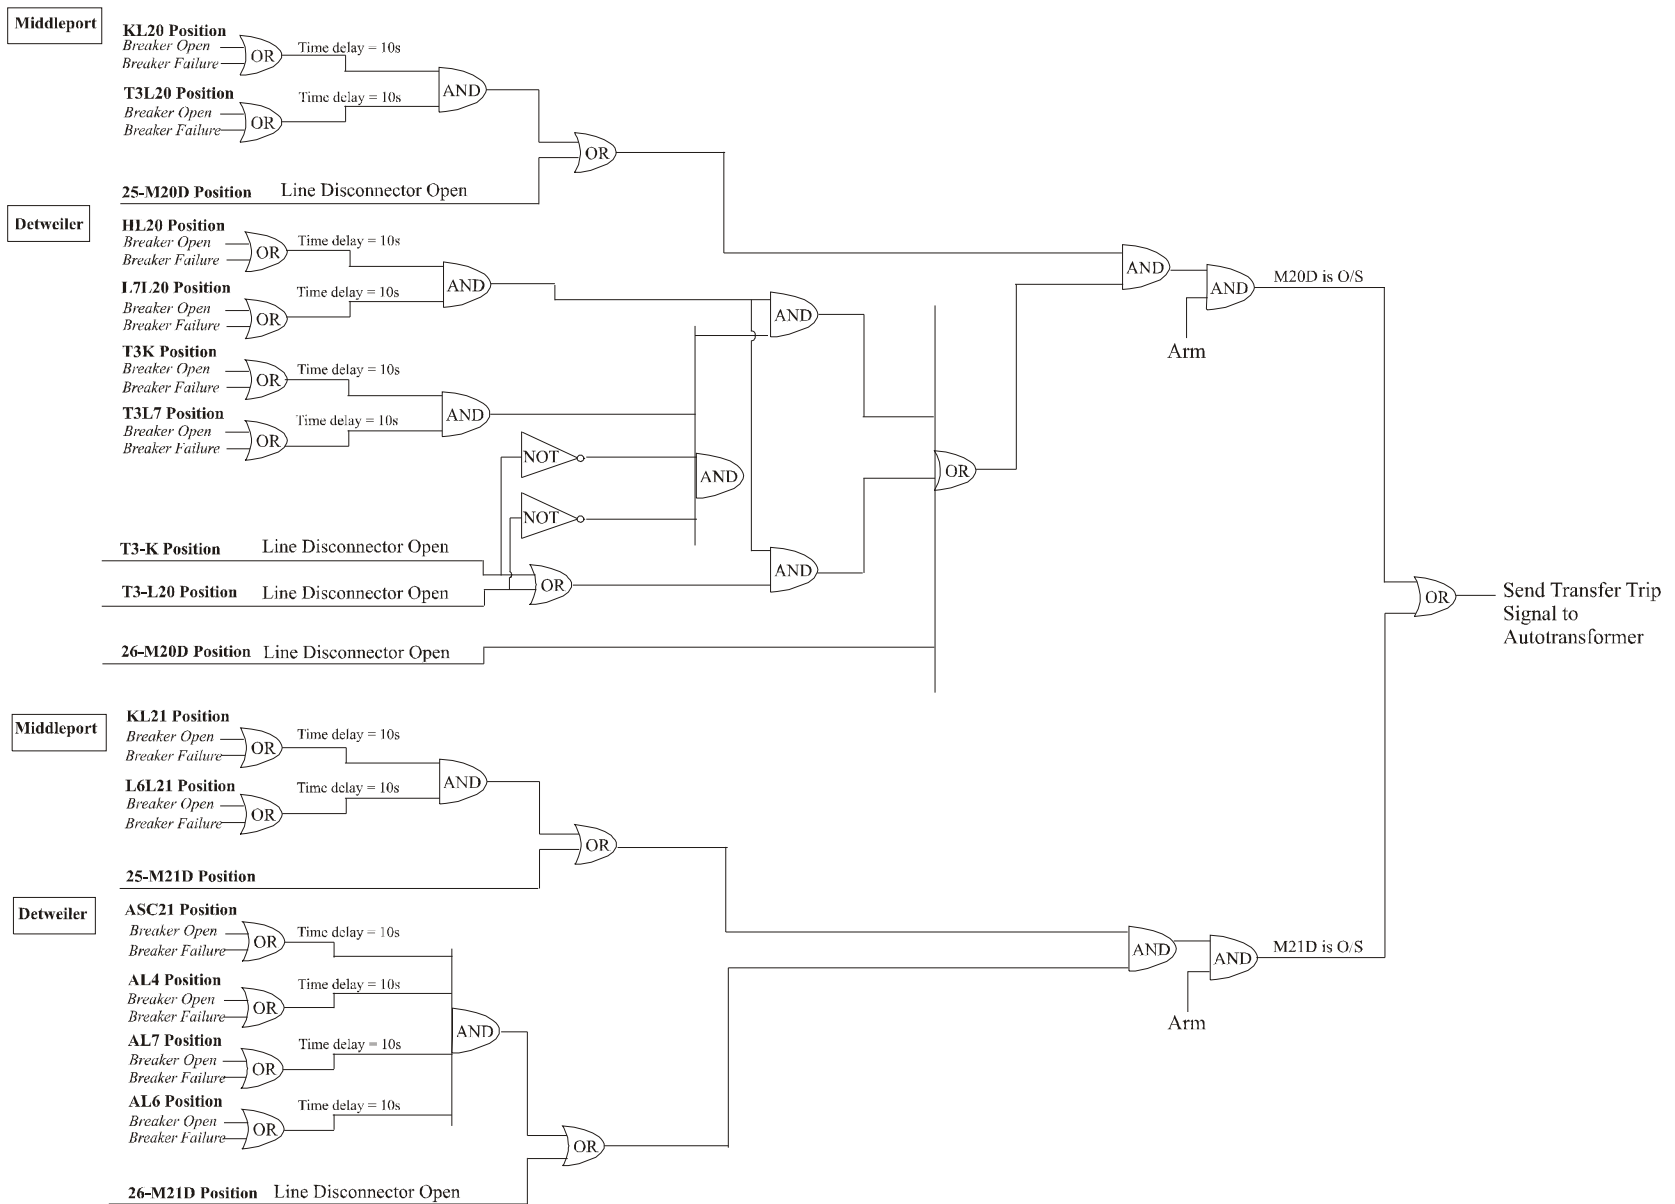 Middleport
KL20 Position
Breaker Open
Breaker Failure
OR
Time delay = 10s
T3L20 Position
Breaker Open
Breaker Failure
OR
Time delay = 10s
AND
OR
25-M20D Position Line Disconnector Open
Detweiler
HL20 Position
Breaker Open
Breaker Failure
OR
Time delay = 10s
L7L20 Position
Breaker Open
Breaker Failure
OR
Time delay = 10s
AND
T3K Position
Breaker Open
Breaker Failure
OR
Time delay = 10s
T3L7 Position
Breaker Open
Breaker Failure
OR
Time delay = 10s
AND
AND
NOT
AND
NOT
T3-K Position Line Disconnector Open
T3-L20 Position Line Disconnector Open
OR
AND
OR
26-M20D Position Line Disconnector Open
AND
AND
Arm
M20D is O/S
OR
Send Transfer Trip
Signal to
Autotransformer
Middleport
KL21 Position
Breaker Open
Breaker Failure
OR
Time delay = 10s
L6L21 Position
Breaker Open
Breaker Failure
OR
Time delay = 10s
AND
OR
25-M21D Position
Detweiler
ASC21 Position
Breaker Open
Breaker Failure
OR
Time delay = 10s
AL4 Position
Breaker Open
Breaker Failure
OR
Time delay = 10s
AL7 Position
Breaker Open
Breaker Failure
OR
Time delay = 10s
AL6 Position
Breaker Open
Breaker Failure
OR
Time delay = 10s
AND
OR
26-M21D Position Line Disconnector Open
AND
AND
Arm
M21D is O/S